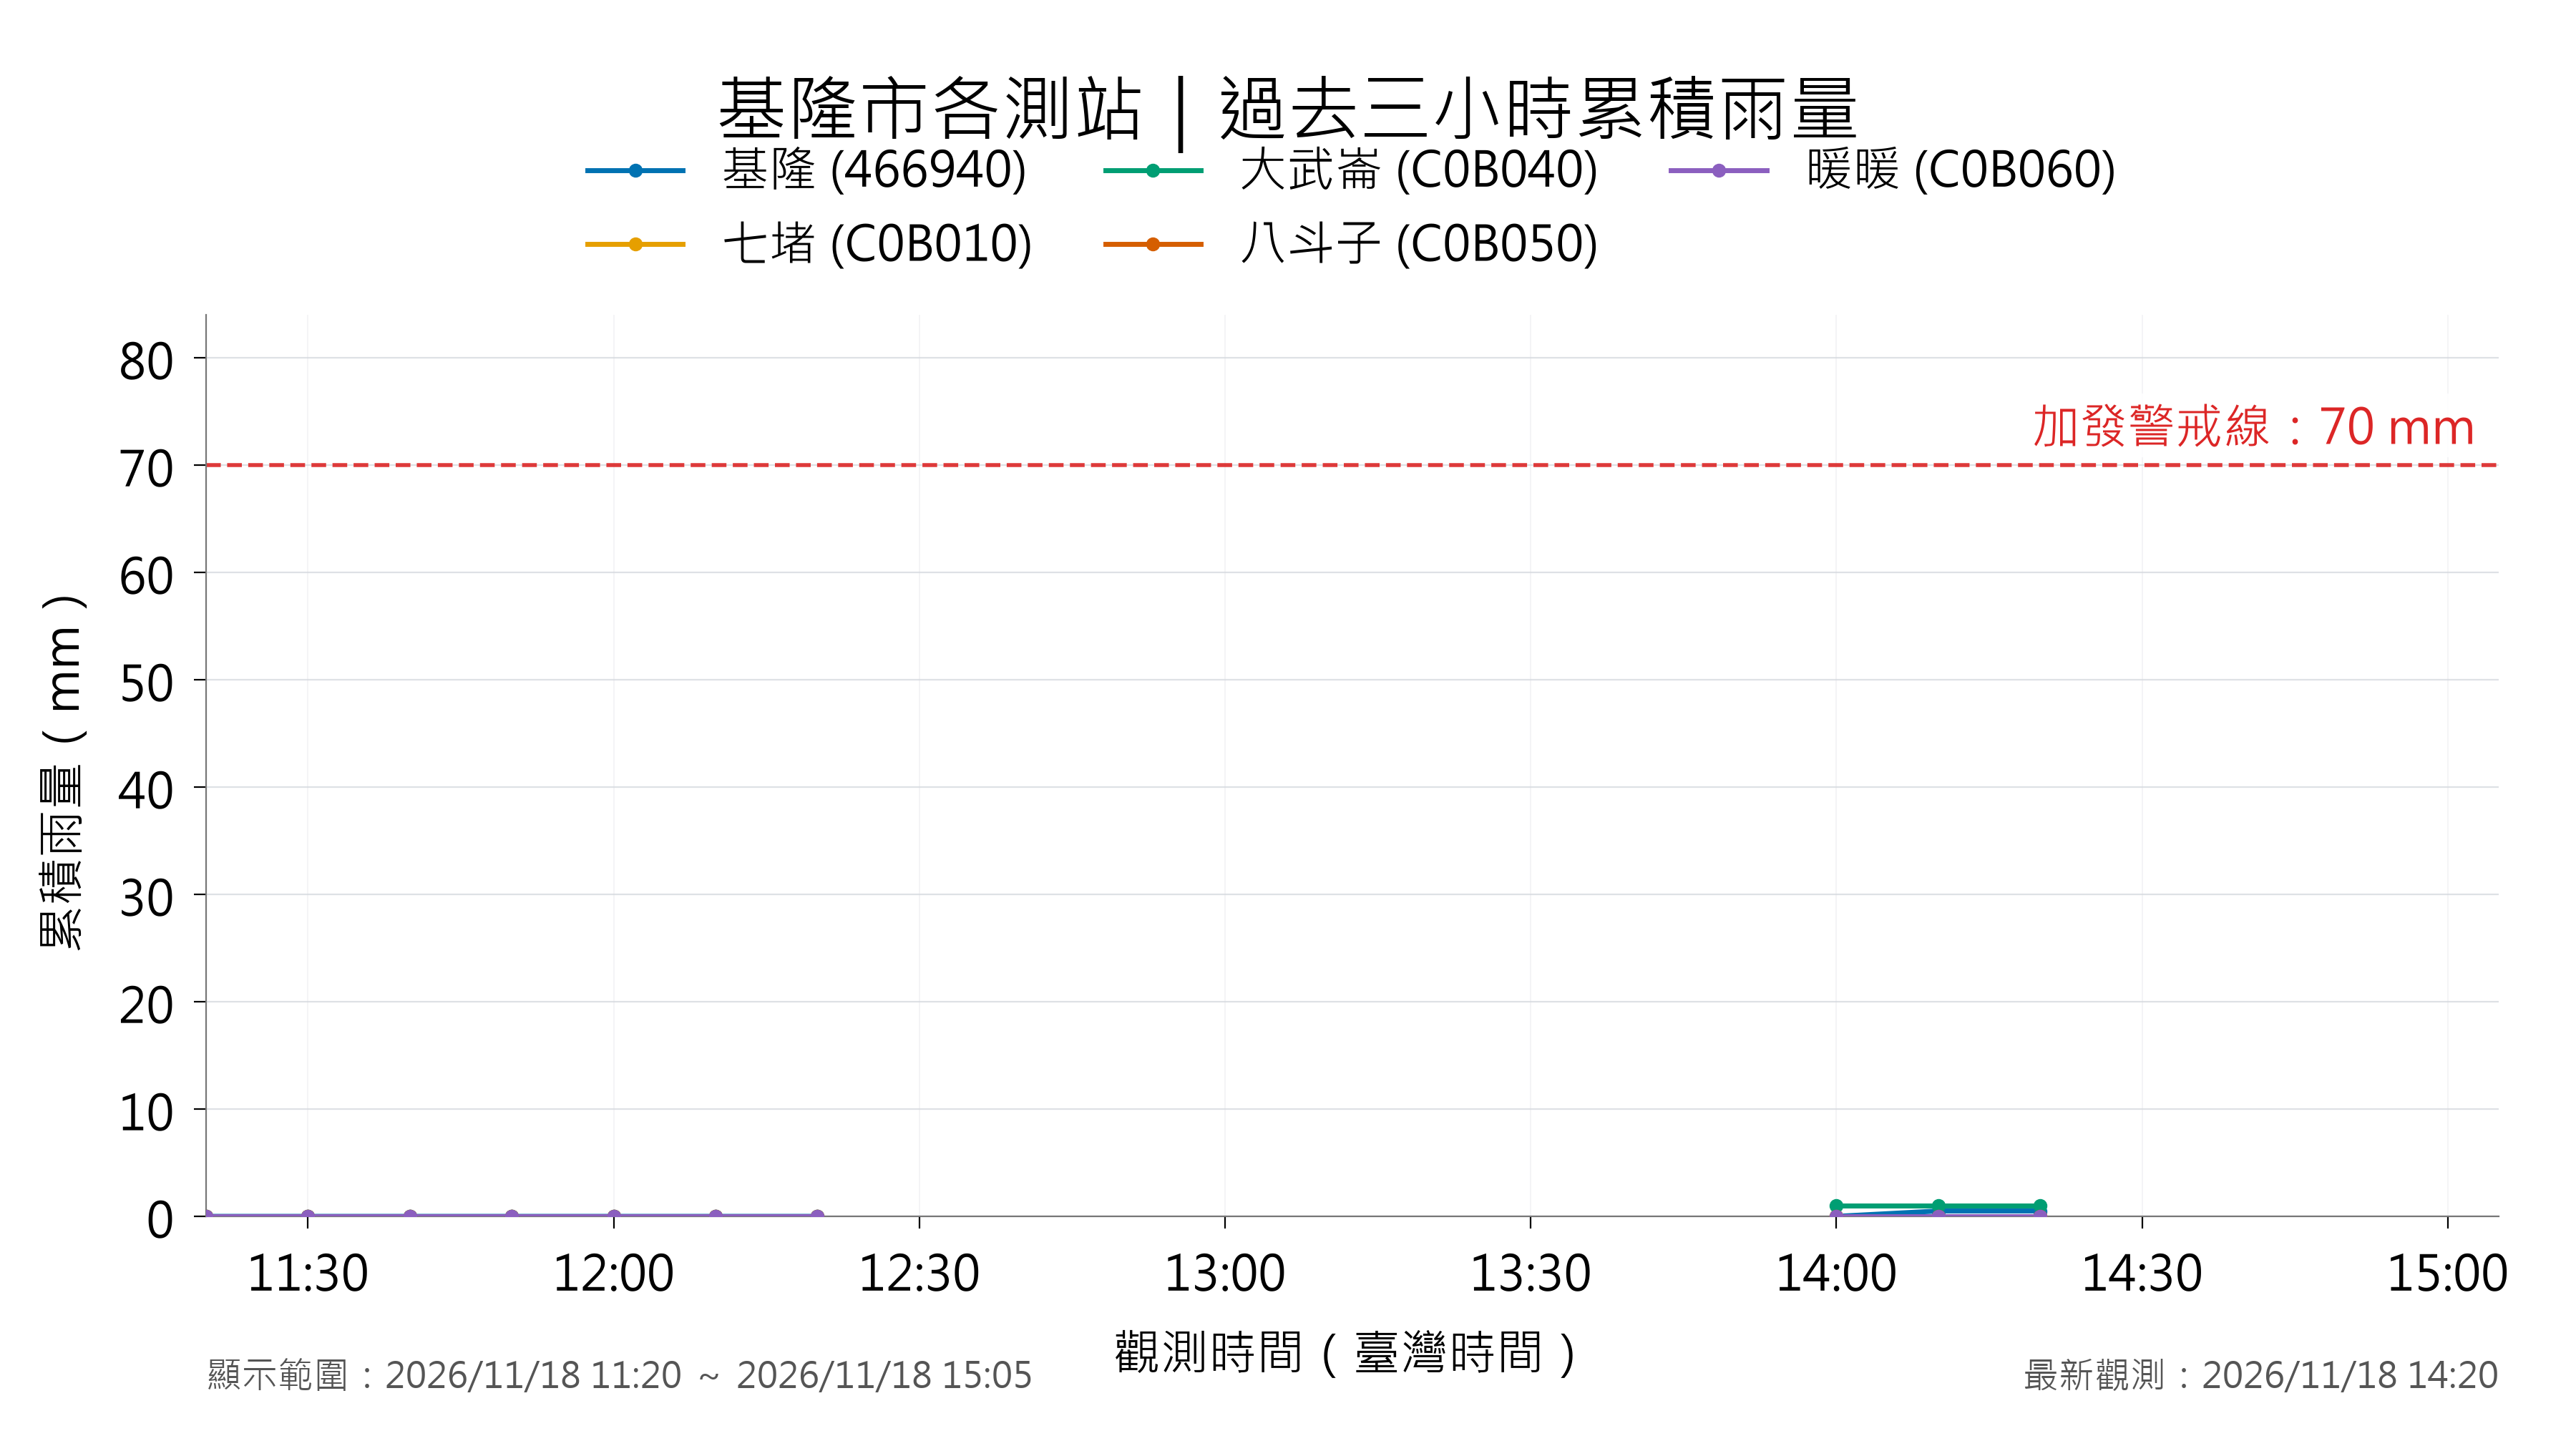 基隆市各測站｜過去三小時累積雨量
基隆 (466940)
大武崙 (C0B040)
暖暖 (C0B060)
七堵 (C0B010)
八斗子 (C0B050)
80
70
60
50
40
30
20
10
0
加發警戒線：70 mm
累積雨量（mm）
11:30
12:00
12:30
13:00
13:30
14:00
14:30
15:00
觀測時間（臺灣時間）
顯示範圍：2026/11/18 11:20 ~ 2026/11/18 15:05
最新觀測：2026/11/18 14:20